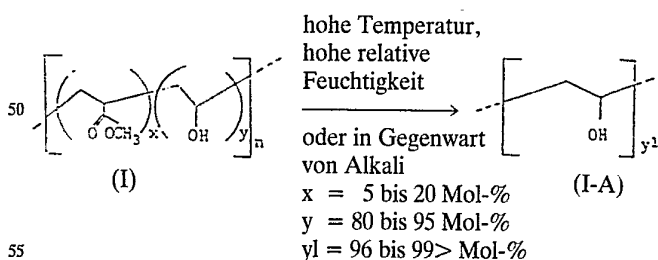 hohe Temperatur,
hohe relative
Feuchtigkeit
50
O OCH3 x OH y n
OH y1
(I)
oder in Gegenwart
von Alkali
(I-A)
x = 5 bis 20 Mol-%
y = 80 bis 95 Mol-%
yl = 96 bis 99> Mol-%
55